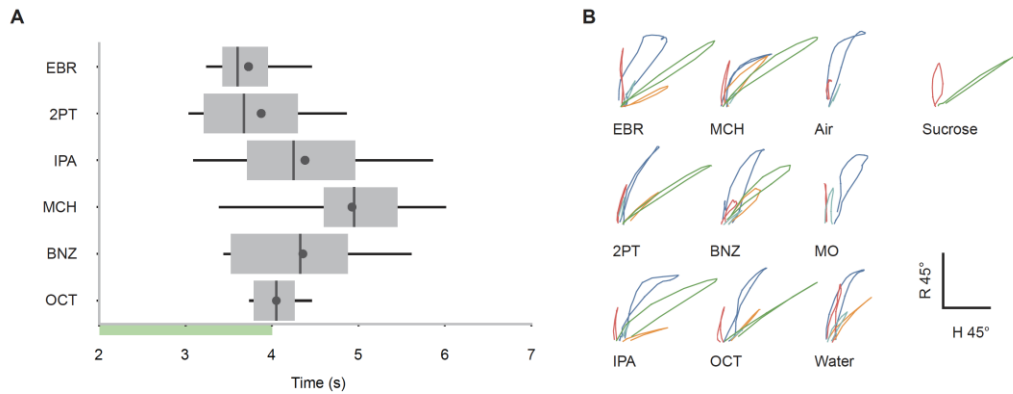 A
EBR
2PT
IPA
MCH
BNZ
OCT
2 3 4 5 6 7
Time (s)
B
EBR MCH Air Sucrose
2PT BNZ MO
IPA OCT Water
R 45°
H 45°